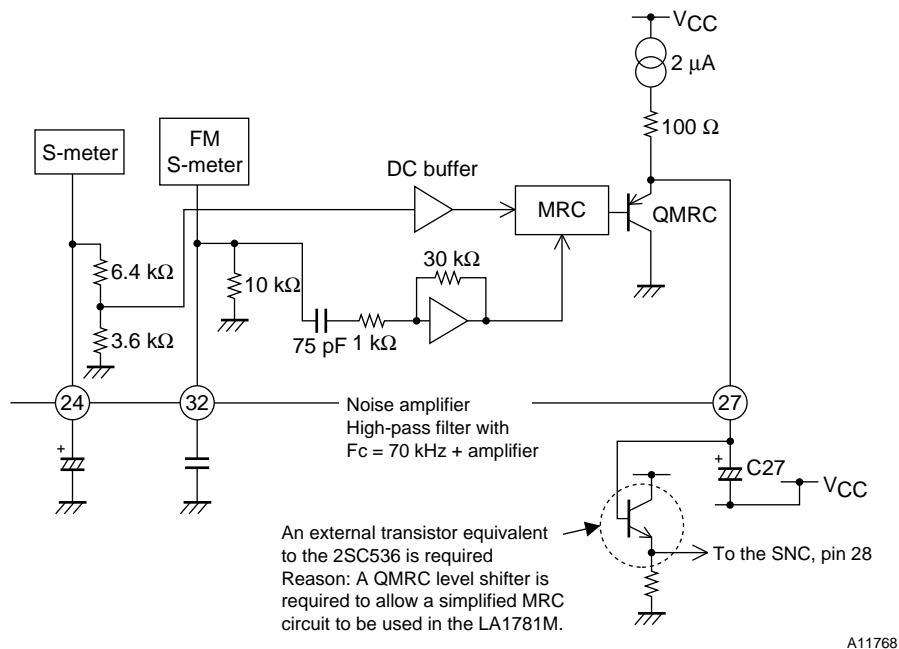 VCC
2 μA
100 Ω
S-meter
FM
S-meter
DC buffer
MRC
QMRC
6.4 kΩ
10 kΩ
30 kΩ
3.6 kΩ
75 pF
1 kΩ
24
32
27
Noise amplifier
High-pass filter with
Fc = 70 kHz + amplifier
+
+
C27
VCC
An external transistor equivalent
to the 2SC536 is required
Reason: A QMRC level shifter is
required to allow a simplified MRC
circuit to be used in the LA1781M.
To the SNC, pin 28
A11768